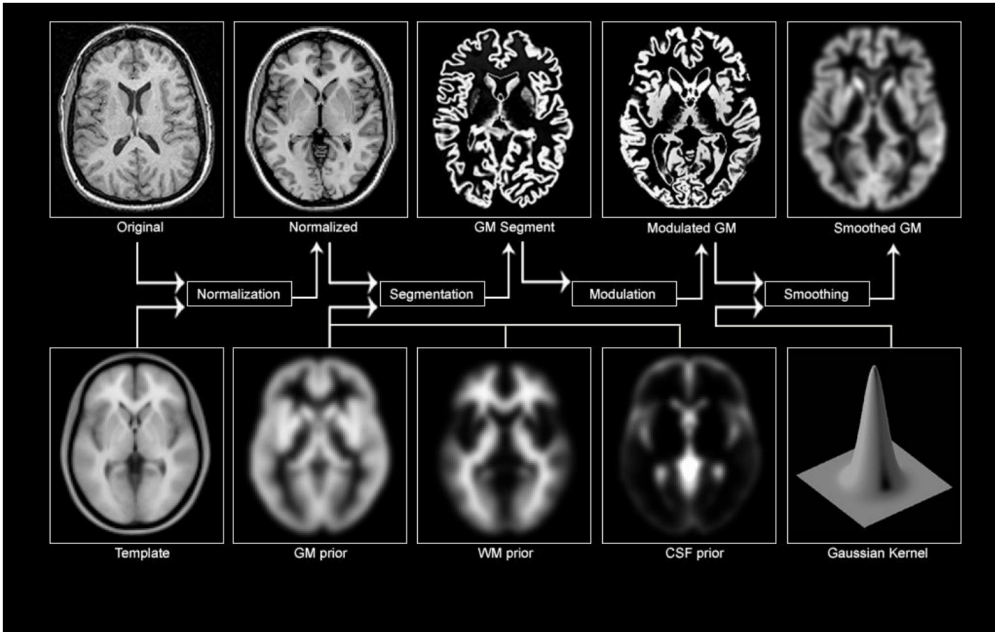 Original
Normalized
GM Segment
Modulated GM
Smoothed GM
Normalization
Segmentation
Modulation
Smoothing
Template
GM prior
WM prior
CSF prior
Gaussian Kernel